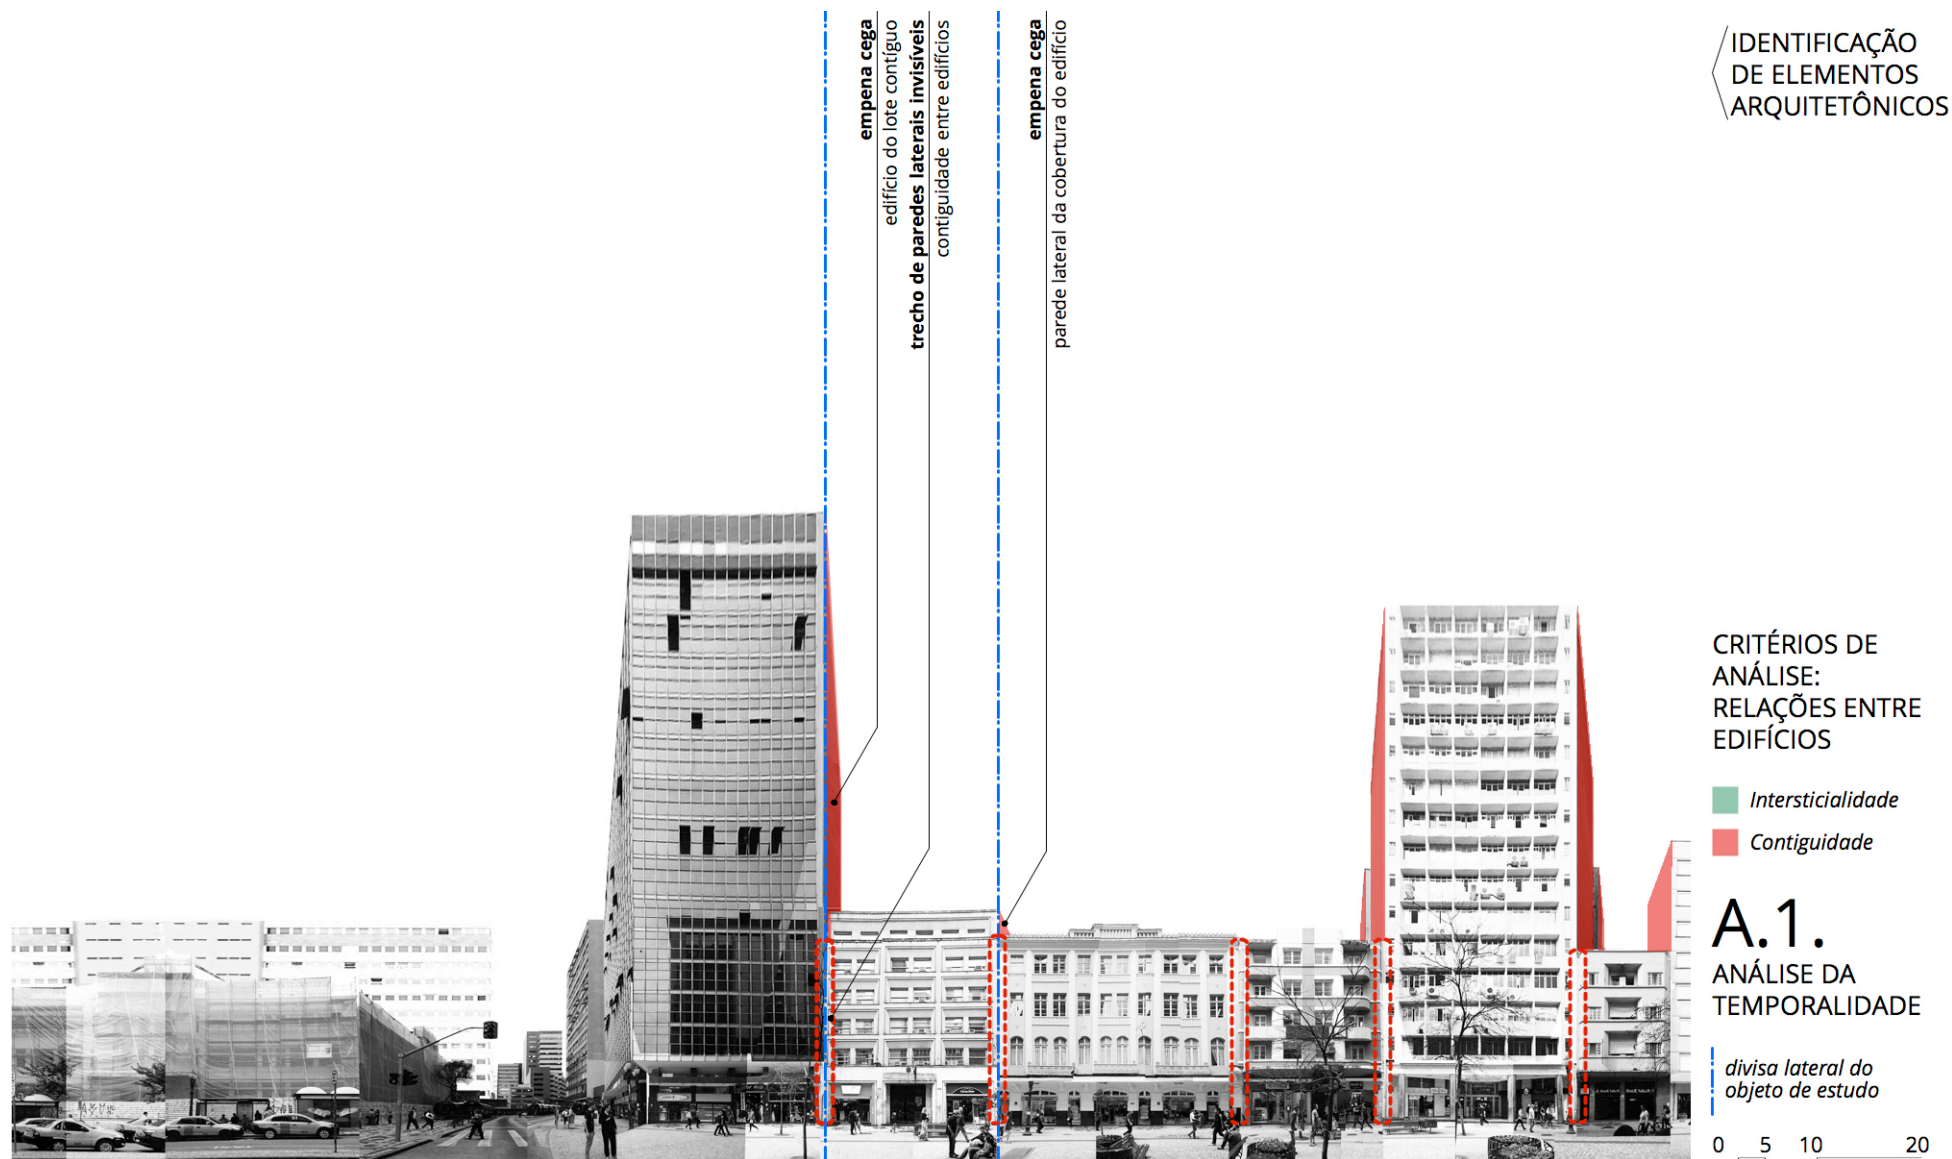 empena cega
edifício do lote contíguo
trecho de paredes laterais invisíveis
contiguidade entre edifícios
empena cega
parede lateral da cobertura do edifício
IDENTIFICAÇÃO
DE ELEMENTOS
ARQUITETÔNICOS
CRITÉRIOS DE
ANÁLISE:
RELAÇÕES ENTRE
EDIFÍCIOS
Intersticialidade
Contiguidade
A.1.
ANÁLISE DA
TEMPORALIDADE
divisa lateral do
objeto de estudo
0 5 10 20